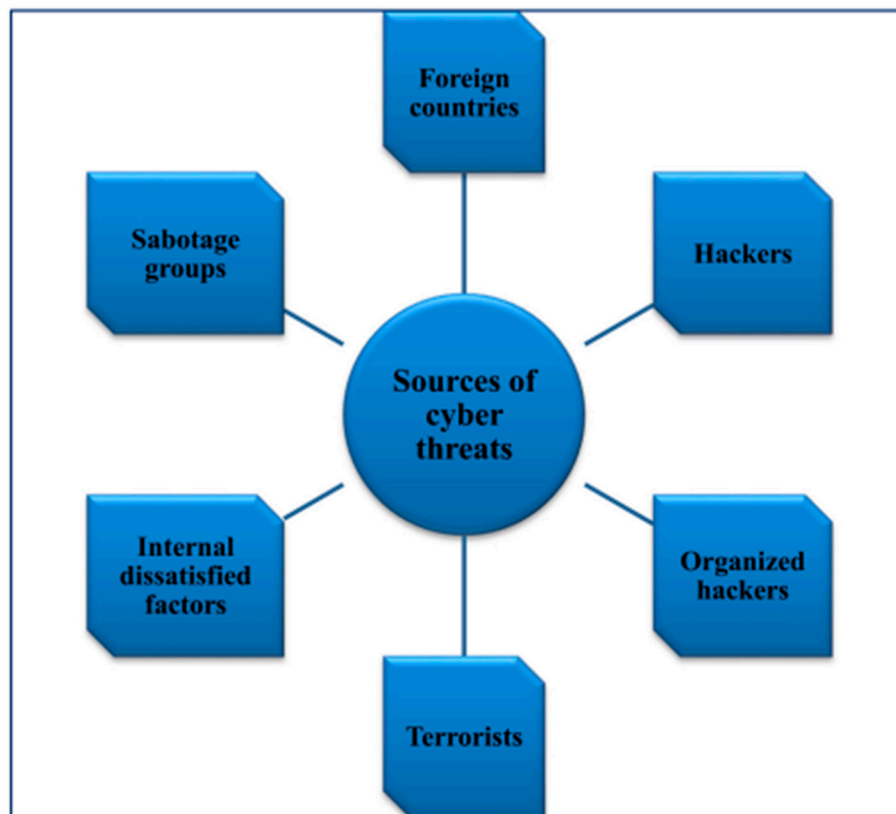 Foreign
countries
Sabotage
groups
Hackers
Sources of
cyber
threats
Internal
dissatisfied
factors
Organized
hackers
Terrorists